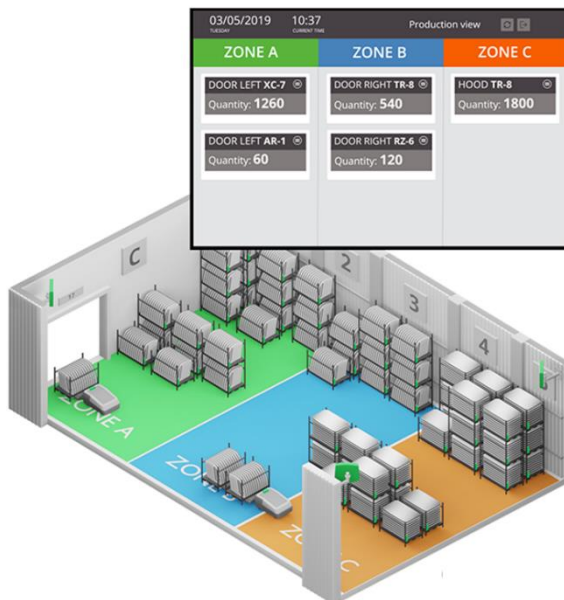 03/05/2019 10:37 Production view
TUESDAY CURRENT TIME
ZONE A ZONE B ZONE C
DOOR LEFT XC-7 DOOR RIGHT TR-8 HOOD TR-8
Quantity: 1260 Quantity: 540 Quantity: 1800
DOOR LEFT AR-1 DOOR RIGHT RZ-6
Quantity: 60 Quantity: 120
C
2
3
4
ZONE A
ZONE
C